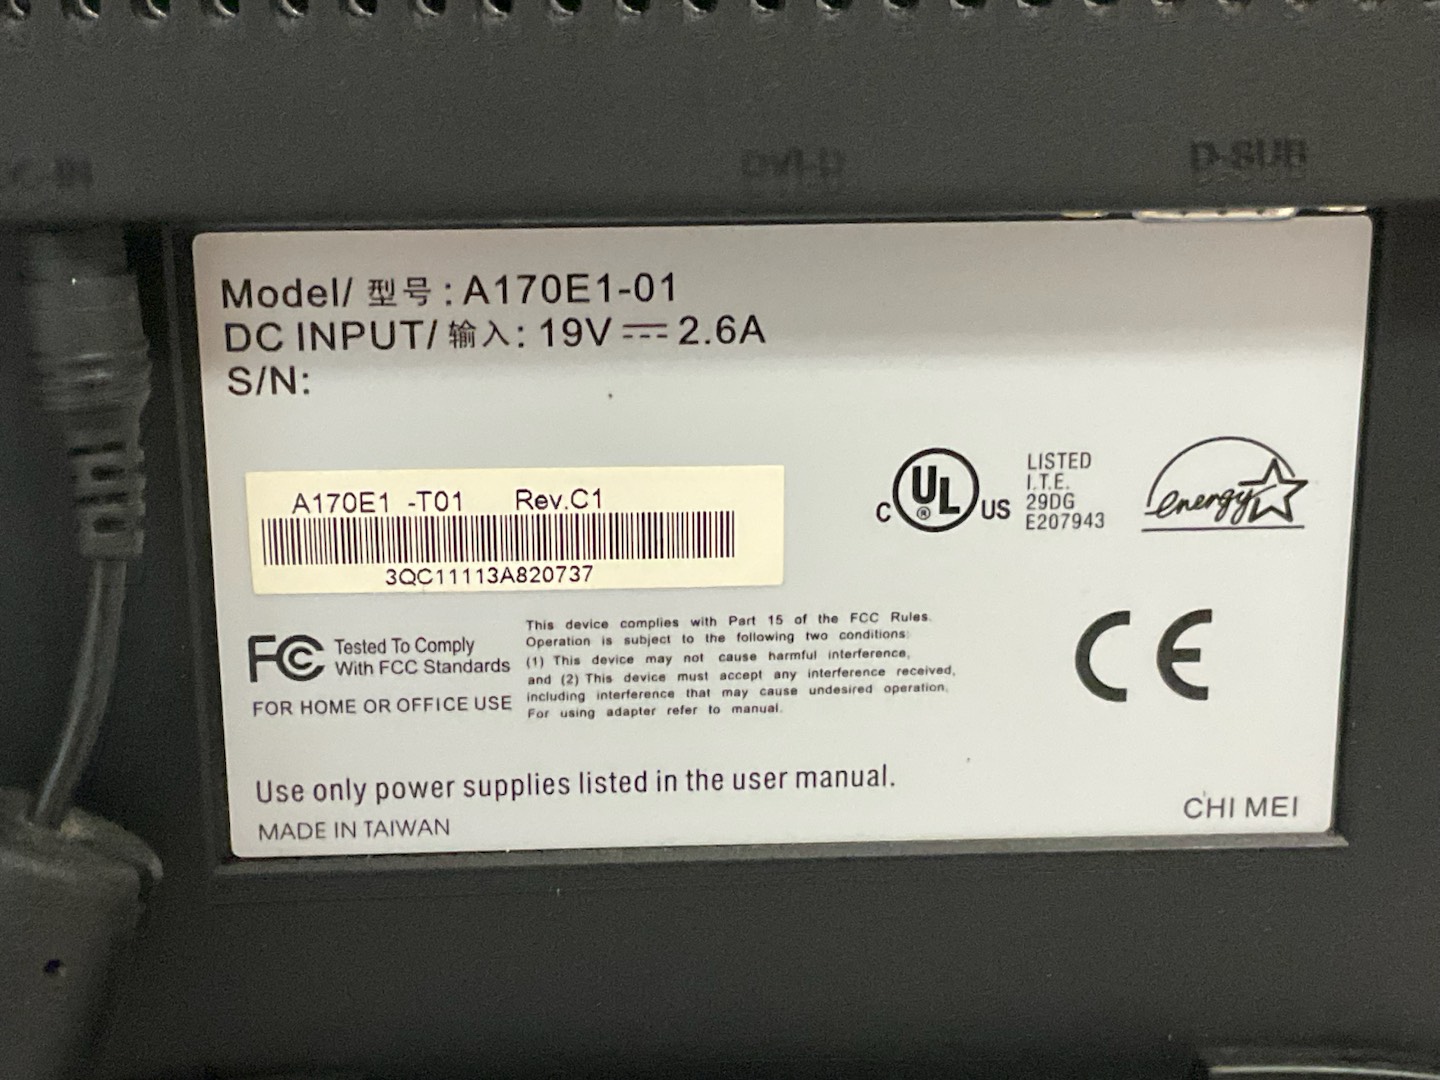 DC-IN
DVI-D
D-SUB
Model/ 型号 : A170E1-01
DC INPUT/ 输入: 19V ⎓ 2.6A
S/N:
A170E1 -T01 Rev.C1
3QC11113A820737
C UL ® US
LISTED
I.T.E.
29DG
E207943
energy
FC Tested To Comply
With FCC Standards
FOR HOME OR OFFICE USE
This device complies with Part 15 of the FCC Rules.
Operation is subject to the following two conditions:
(1) This device may not cause harmful interference,
and (2) This device must accept any interference received,
including interference that may cause undesired operation.
For using adapter refer to manual.
CE
Use only power supplies listed in the user manual.
MADE IN TAIWAN
CHI MEI